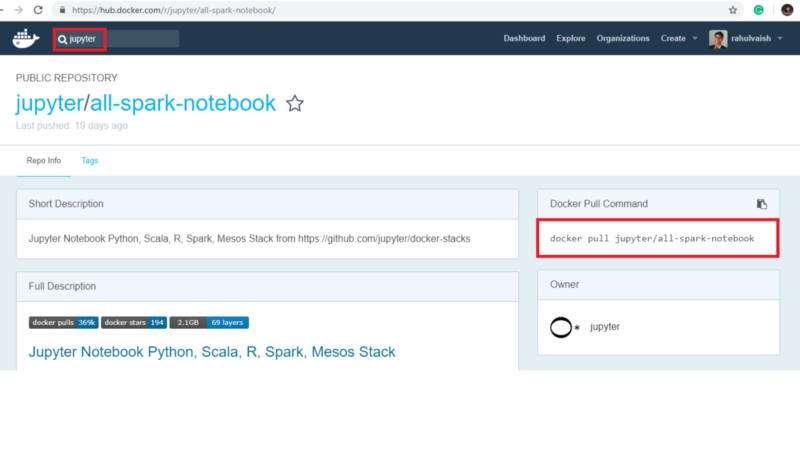 https://hub.docker.com/r/jupyter/all-spark-notebook/
jupyter
Dashboard Explore Organizations Create rahulvaish
PUBLIC REPOSITORY
jupyter/all-spark-notebook
Last pushed: 19 days ago
Repo Info Tags
Short Description
Jupyter Notebook Python, Scala, R, Spark, Mesos Stack from https://github.com/jupyter/docker-stacks
Docker Pull Command
docker pull jupyter/all-spark-notebook
Full Description
docker pulls 369k docker stars 194 2.1GB 69 layers
Jupyter Notebook Python, Scala, R, Spark, Mesos Stack
Owner
jupyter